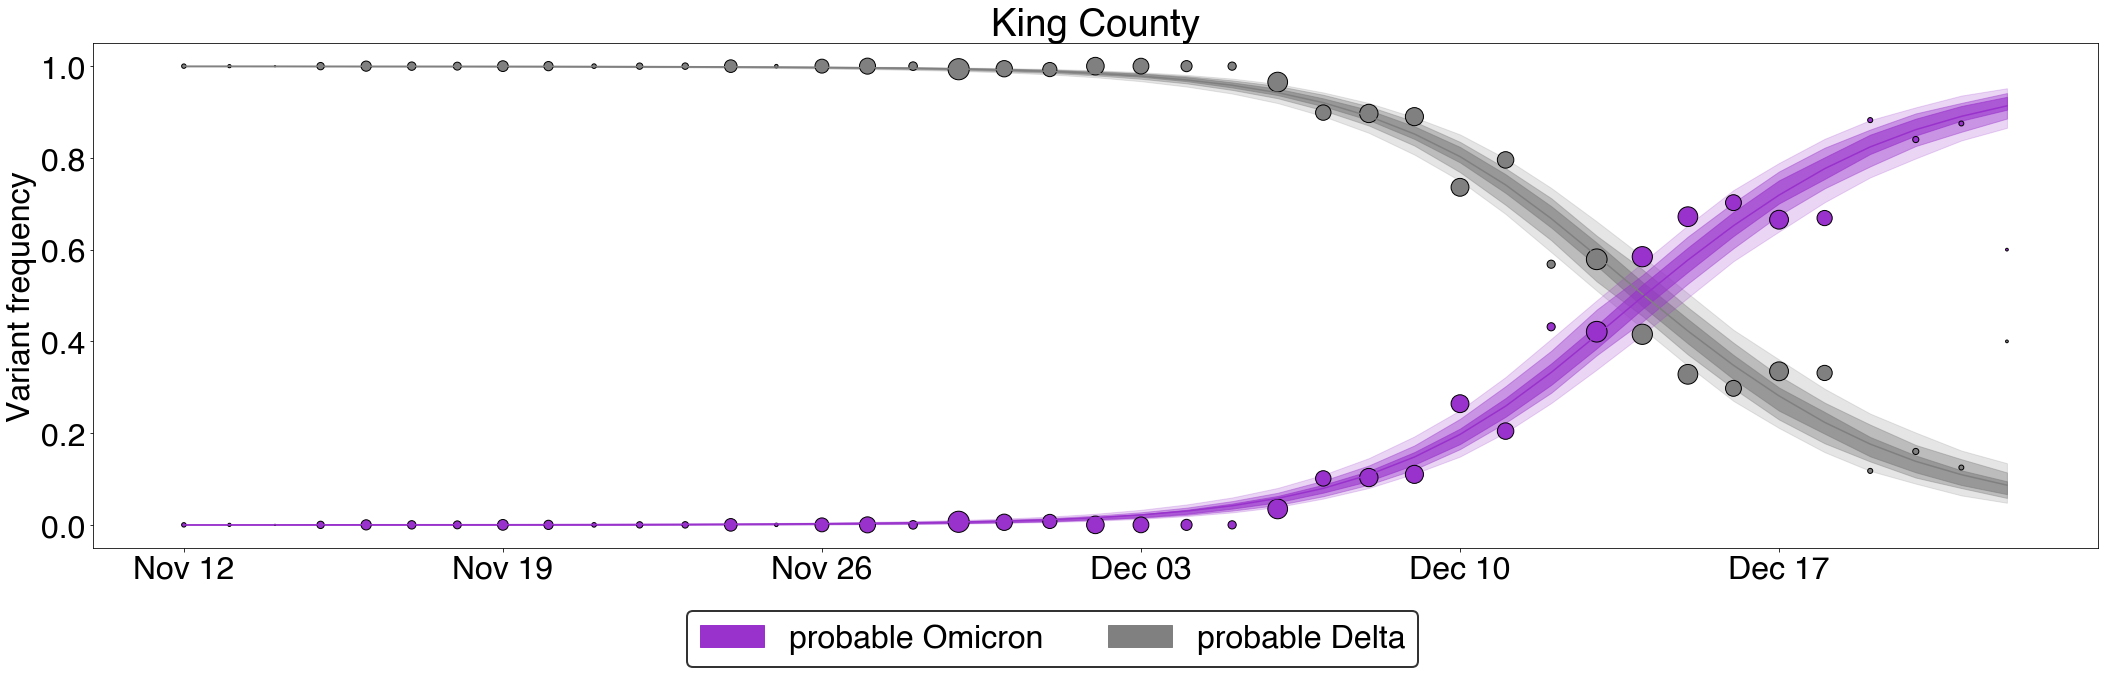 King County
1.0
0.8
0.6
0.4
0.2
0.0
Variant frequency
Nov 12 Nov 19 Nov 26 Dec 03 Dec 10 Dec 17
probable Omicron probable Delta